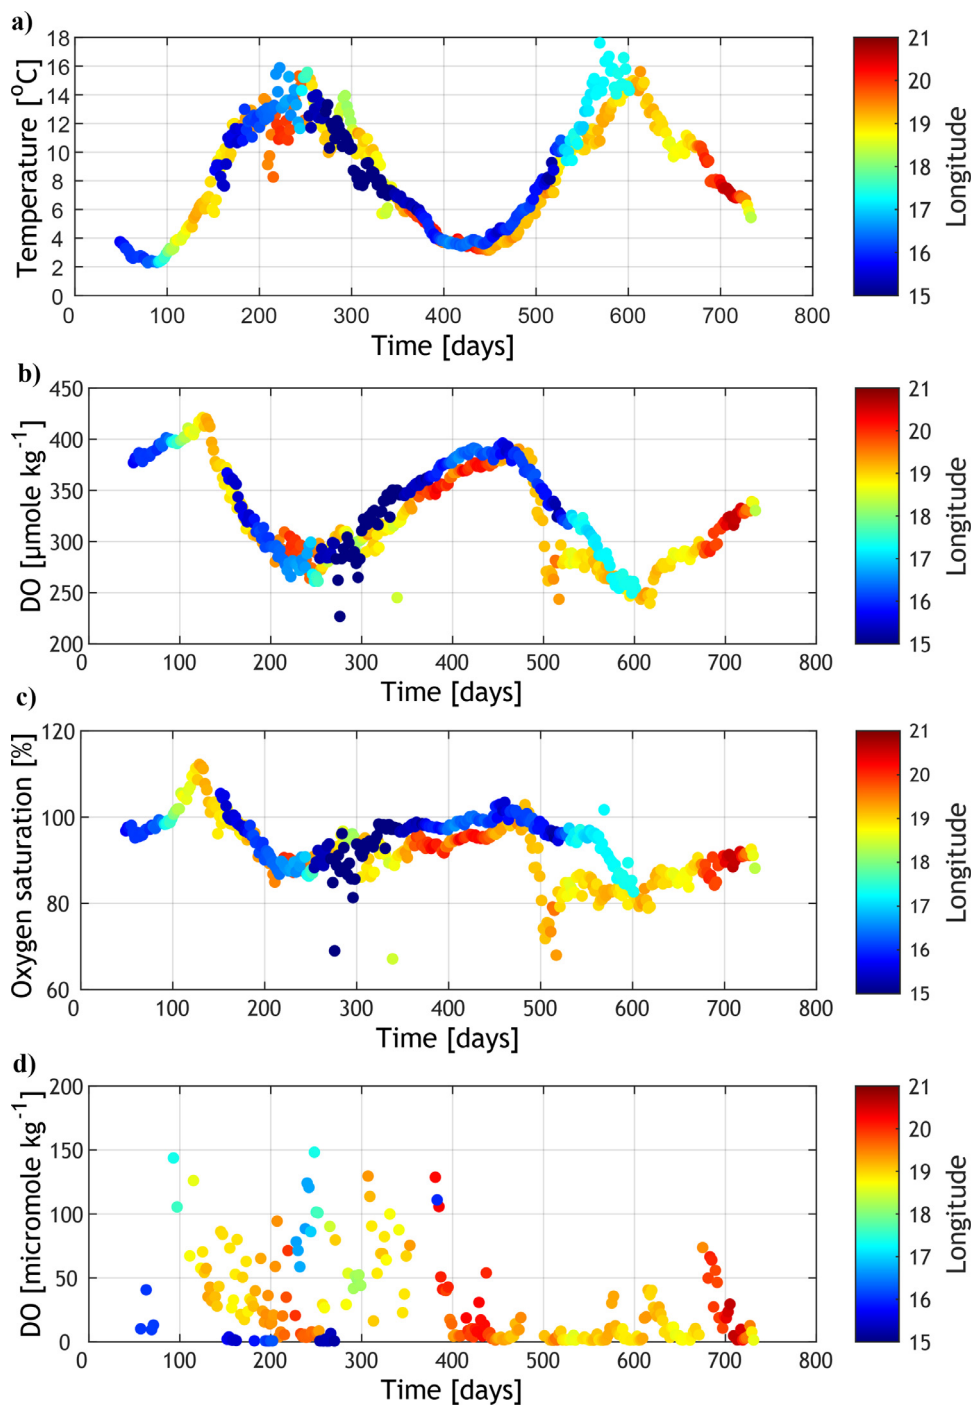 a)
18
16
14
12
10
8
6
4
2
0
Temperature [°C]
0 100 200 300 400 500 600 700 800
Time [days]
21
20
19
18
17
16
15
Longitude
b)
450
400
350
300
250
200
DO [µmole kg⁻¹]
0 100 200 300 400 500 600 700 800
Time [days]
21
20
19
18
17
16
15
Longitude
c)
120
100
80
60
Oxygen saturation [%]
0 100 200 300 400 500 600 700 800
Time [days]
21
20
19
18
17
16
15
Longitude
d)
200
150
100
50
0
DO [micromole kg⁻¹]
0 100 200 300 400 500 600 700 800
Time [days]
21
20
19
18
17
16
15
Longitude